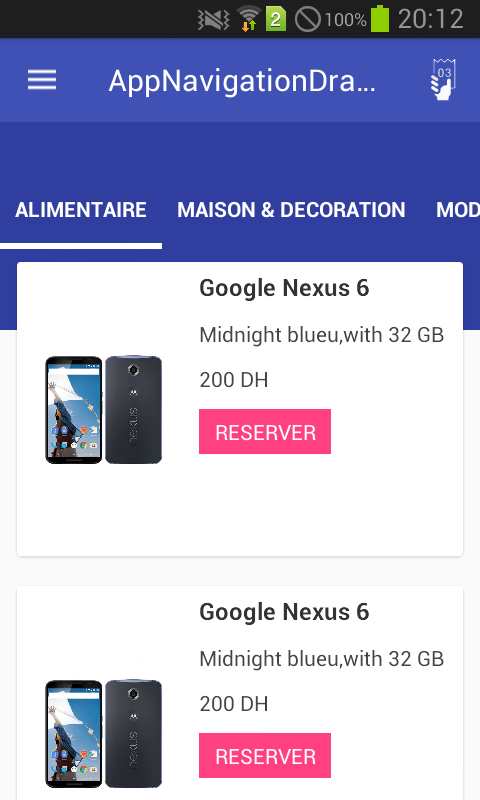 2 100% 20:12
AppNavigationDra...
03
ALIMENTAIRE MAISON & DECORATION MOD
Google Nexus 6
Midnight blueu,with 32 GB
200 DH
RESERVER
Google Nexus 6
Midnight blueu,with 32 GB
200 DH
RESERVER